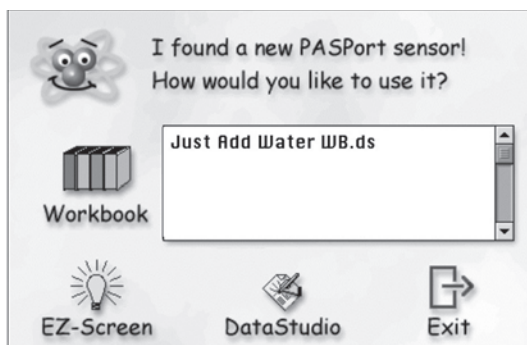 I found a new PASPort sensor!
How would you like to use it?
Just Add Water WB.ds
Workbook
EZ-Screen
DataStudio
Exit